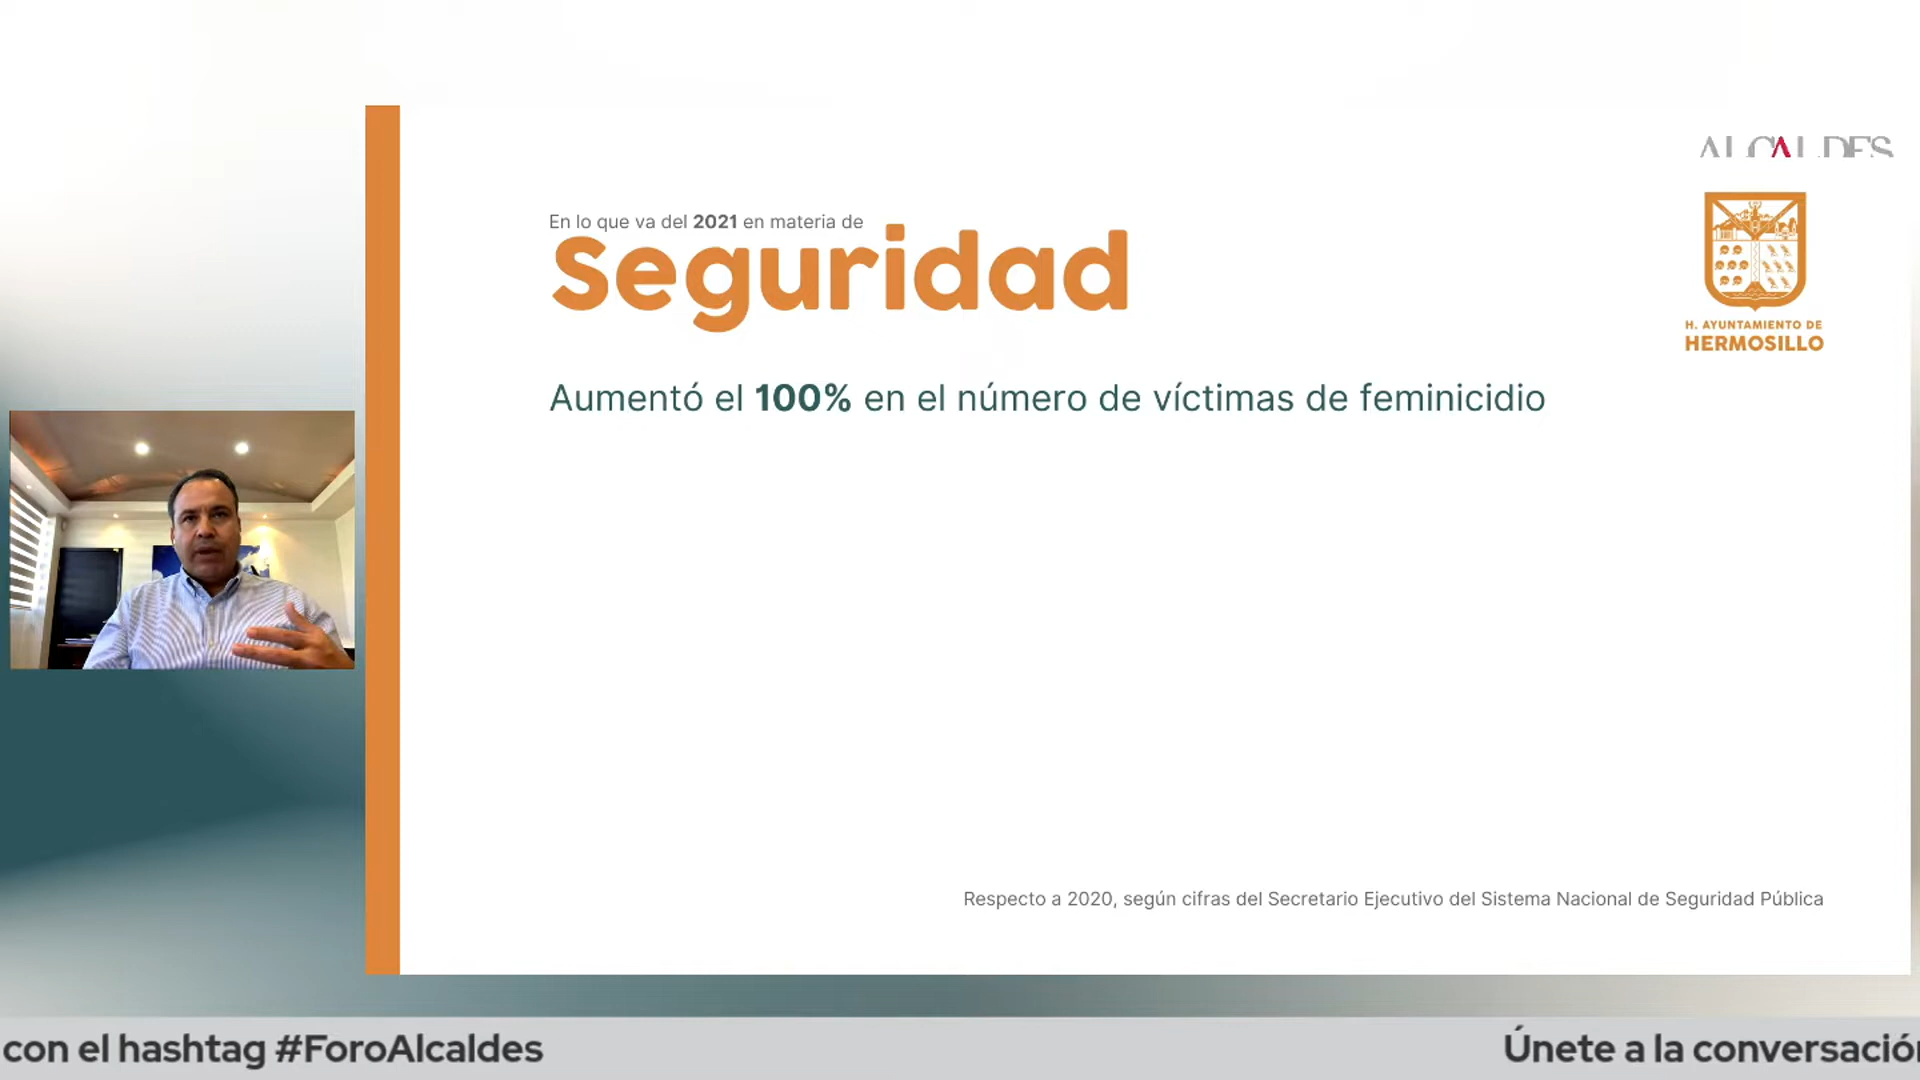 ALCALDES
En lo que va del 2021 en materia de
Seguridad
H. AYUNTAMIENTO DE
HERMOSILLO
Aumentó el 100% en el número de víctimas de feminicidio
Respecto a 2020, según cifras del Secretario Ejecutivo del Sistema Nacional de Seguridad Pública
con el hashtag #ForoAlcaldes
Únete a la conversación